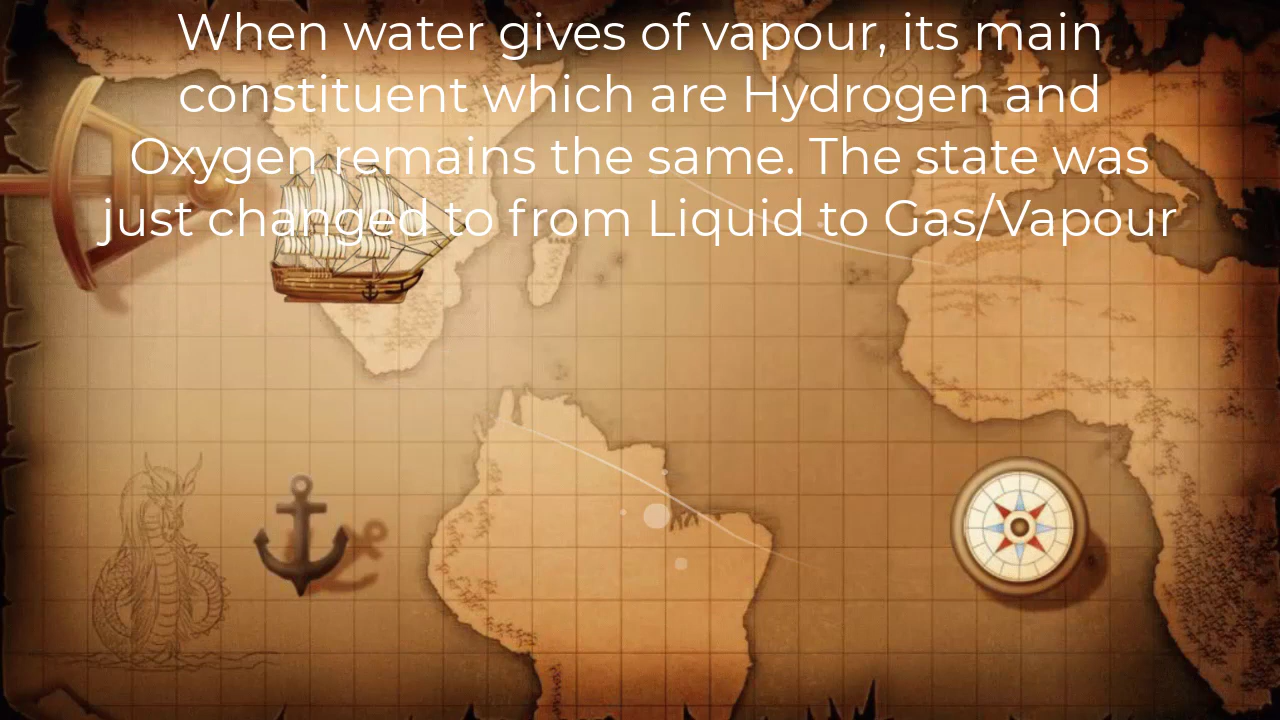 When water gives of vapour, its main
constituent which are Hydrogen and
Oxygen remains the same. The state was
just changed to from Liquid to Gas/Vapour